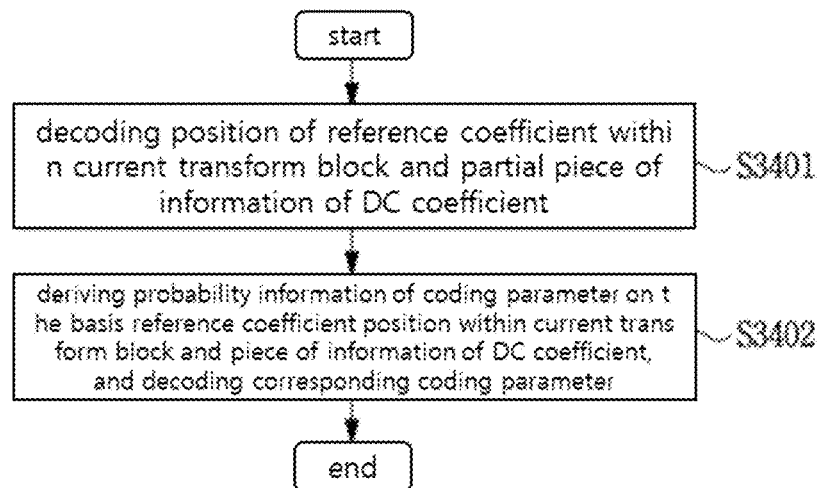 start
decoding position of reference coefficient withi
n current transform block and partial piece of
information of DC coefficient
S3401
deriving probability information of coding parameter on t
he basis reference coefficient position within current trans
form block and piece of information of DC coefficient,
and decoding corresponding coding parameter
S3402
end